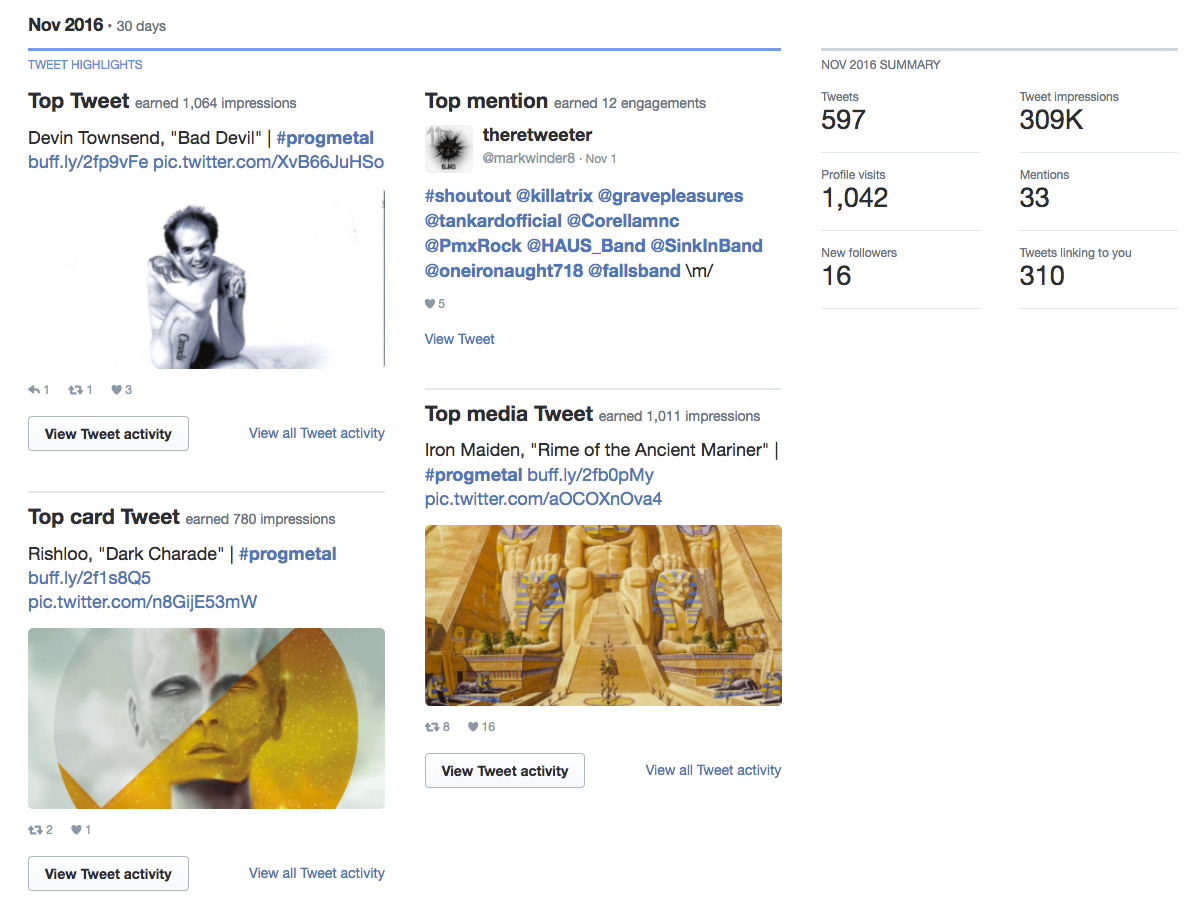 Nov 2016 · 30 days
TWEET HIGHLIGHTS
Top Tweet earned 1,064 impressions
Devin Townsend, "Bad Devil" | #progmetal
buff.ly/2fp9vFe pic.twitter.com/XvB66JuHSo
1 1 3
View Tweet activity
View all Tweet activity
Top card Tweet earned 780 impressions
Rishloo, "Dark Charade" | #progmetal
buff.ly/2f1s8Q5
pic.twitter.com/n8GijE53mW
2 1
View Tweet activity
View all Tweet activity
Top mention earned 12 engagements
theretweeter
@markwinder8 · Nov 1
#shoutout @killatrix @gravepleasures
@tankardofficial @Corellamnc
@PmxRock @HAUS_Band @SinkInBand
@oneironaught718 @fallsband \m/
5
View Tweet
Top media Tweet earned 1,011 impressions
Iron Maiden, "Rime of the Ancient Mariner" |
#progmetal buff.ly/2fb0pMy
pic.twitter.com/aOCOXnOva4
8 16
View Tweet activity
View all Tweet activity
NOV 2016 SUMMARY
Tweets
597
Tweet impressions
309K
Profile visits
1,042
Mentions
33
New followers
16
Tweets linking to you
310